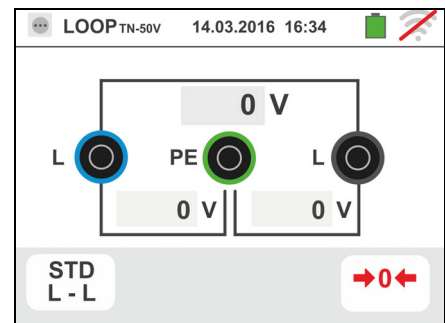 LOOP TN-50V 14.03.2016 16:34
0 V
L PE L
0 V 0 V
STD
L - L
→0←